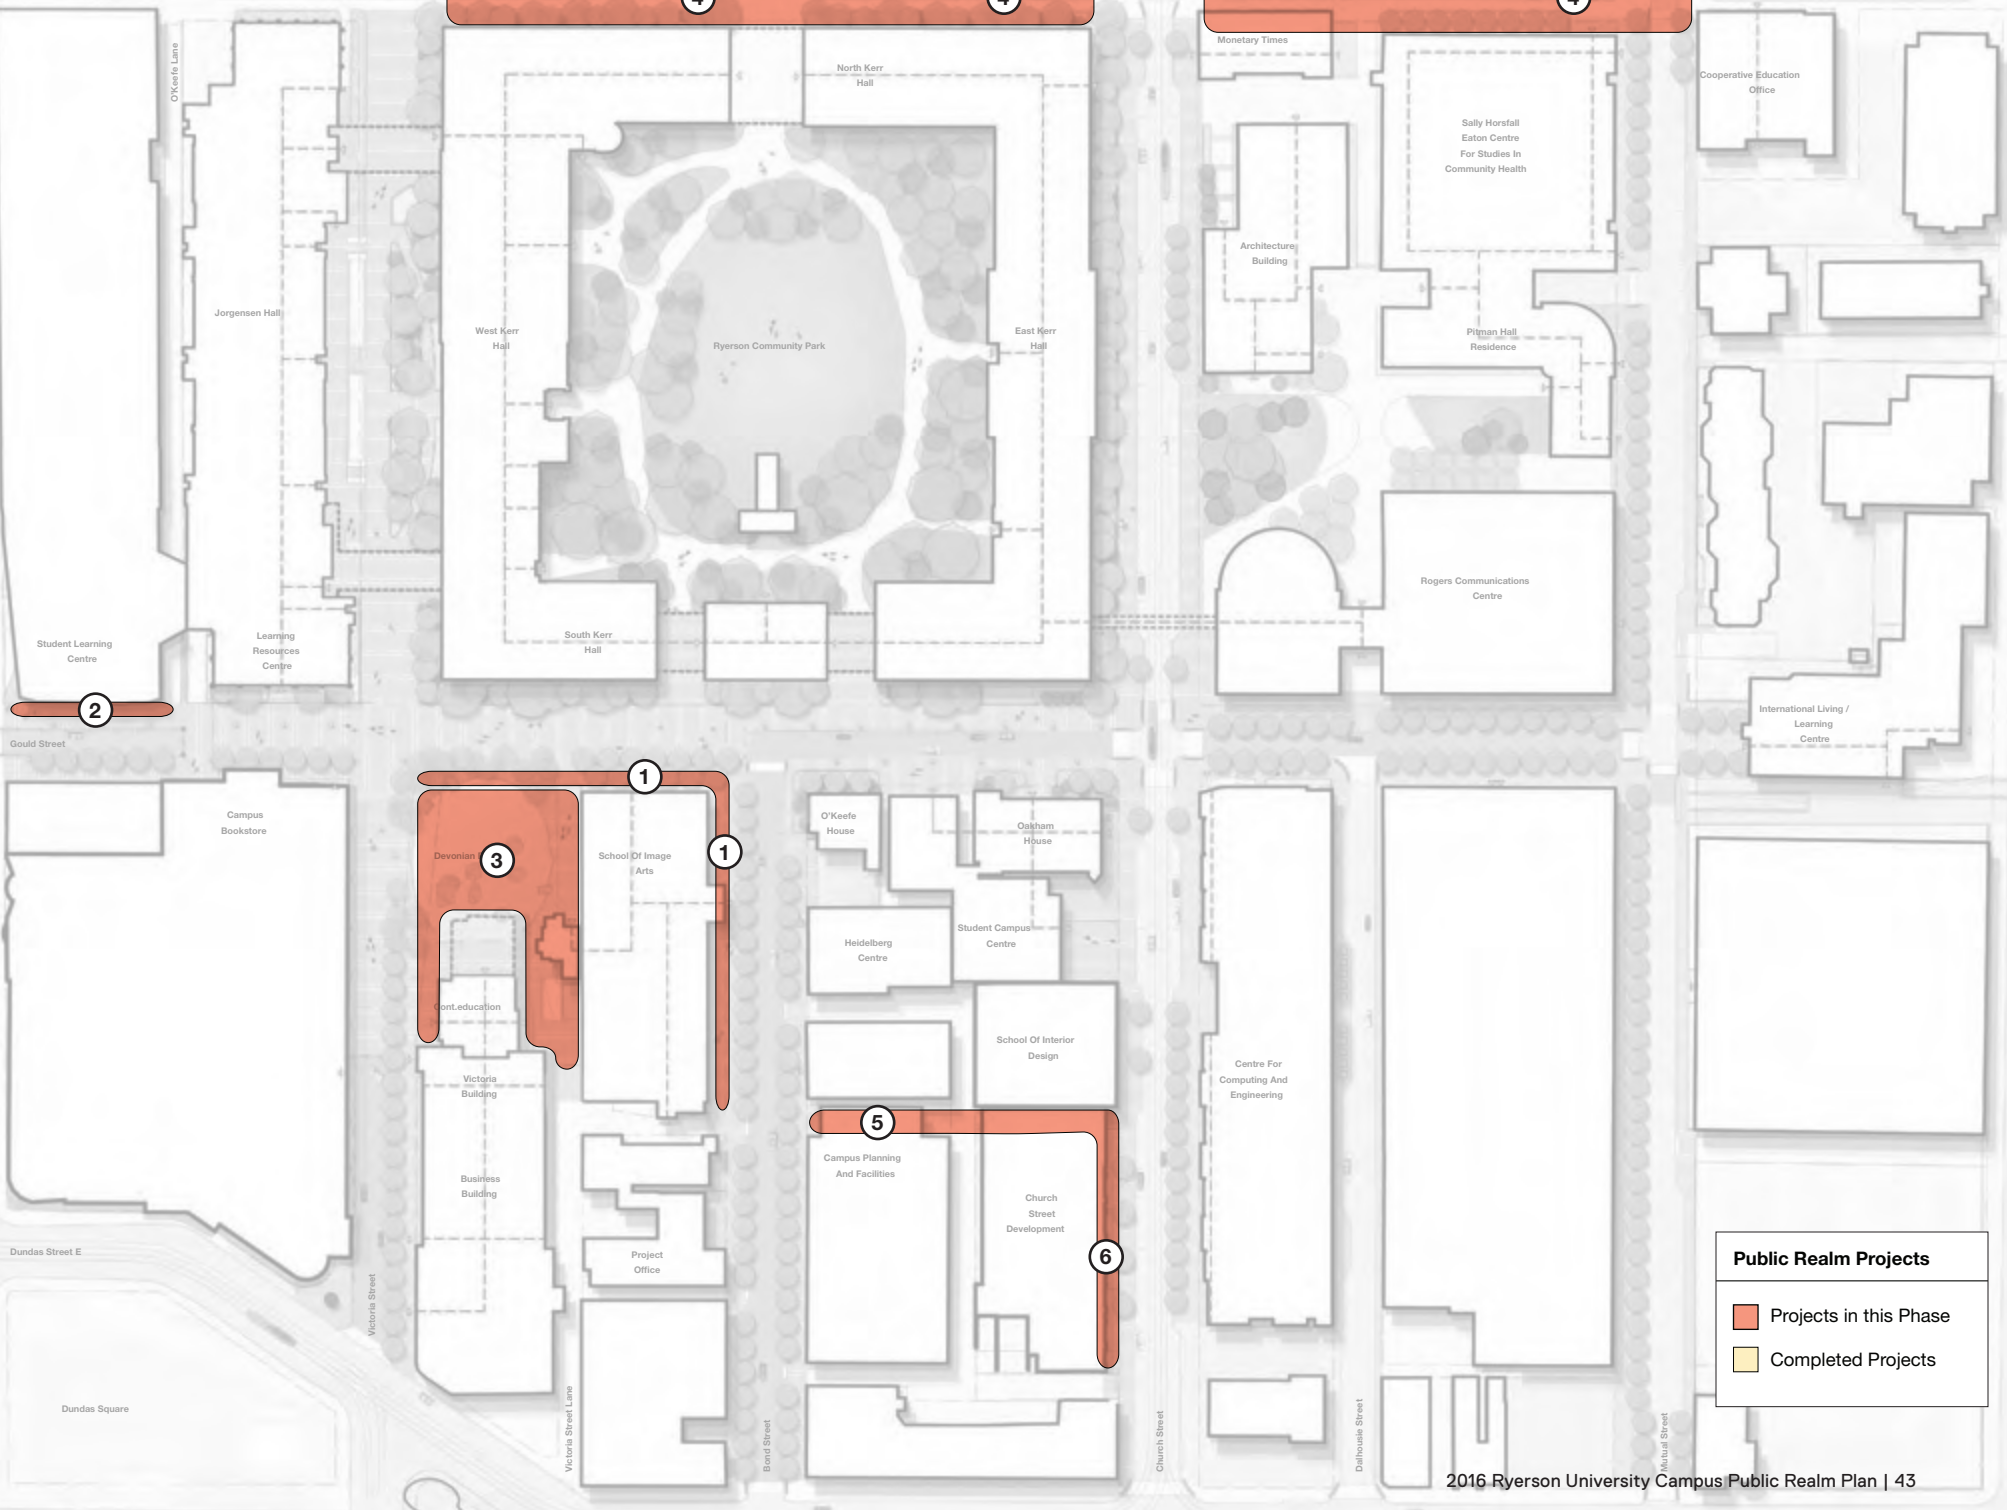 4
4
4
O'Keefe Lane
Monetary Times
North Kerr
Hall
Cooperative Education
Office
Sally Horsfall
Eaton Centre
For Studies In
Community Health
Architecture
Building
Jorgensen Hall
West Kerr
Hall
Ryerson Community Park
East Kerr
Hall
Pitman Hall
Residence
Rogers Communications
Centre
Student Learning
Centre
Learning
Resources
Centre
South Kerr
Hall
2
Gould Street
International Living /
Learning
Centre
1
Campus
Bookstore
Devonian
3
School Of Image
Arts
1
O'Keefe
House
Oakham
House
Heidelberg
Centre
Student Campus
Centre
Cont.education
School Of Interior
Design
Victoria
Building
Centre For
Computing And
Engineering
5
Campus Planning
And Facilities
Business
Building
Church
Street
Development
6
Project
Office
Dundas Street E
Victoria Street
Dundas Square
Victoria Street Lane
Bond Street
Church Street
Dalhousie Street
Mutual Street
Public Realm Projects
Projects in this Phase
Completed Projects
2016 Ryerson University Campus Public Realm Plan | 43